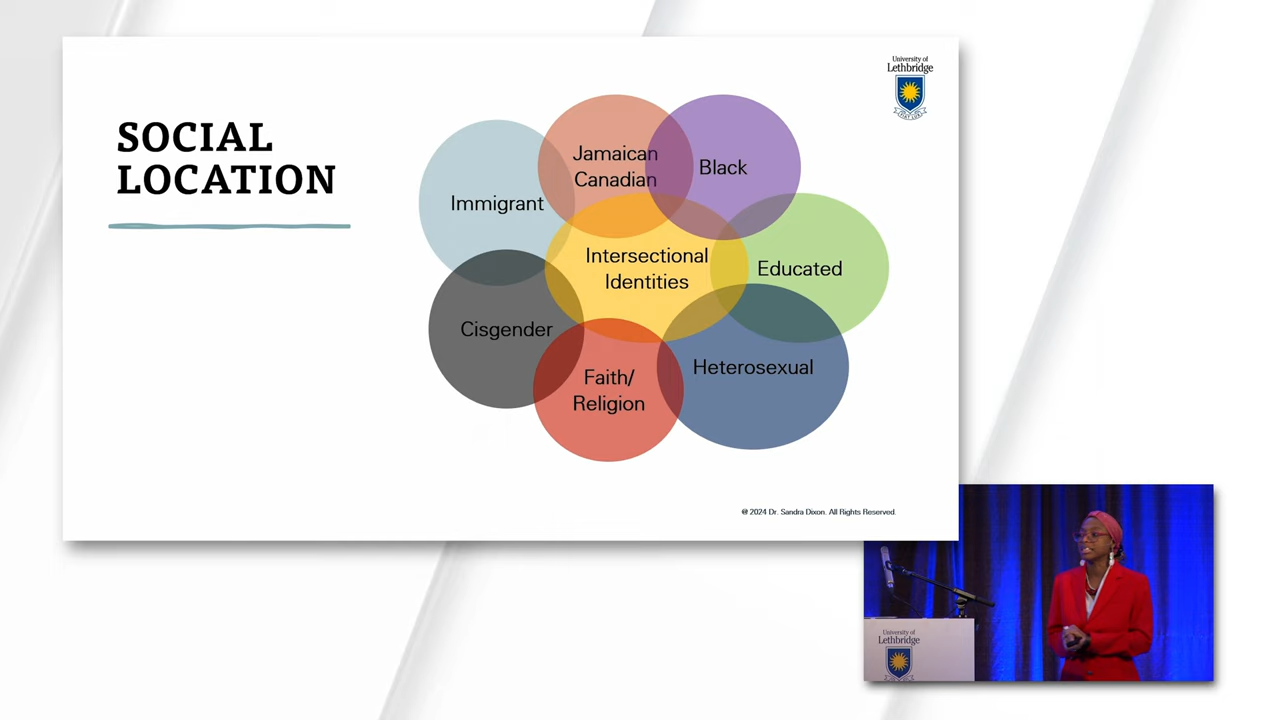 SOCIAL
LOCATION
University of
Lethbridge
Immigrant
Jamaican
Canadian
Black
Intersectional
Identities
Educated
Cisgender
Faith/
Religion
Heterosexual
@ 2024 Dr. Sandra Dixon. All Rights Reserved.
University of
Lethbridge